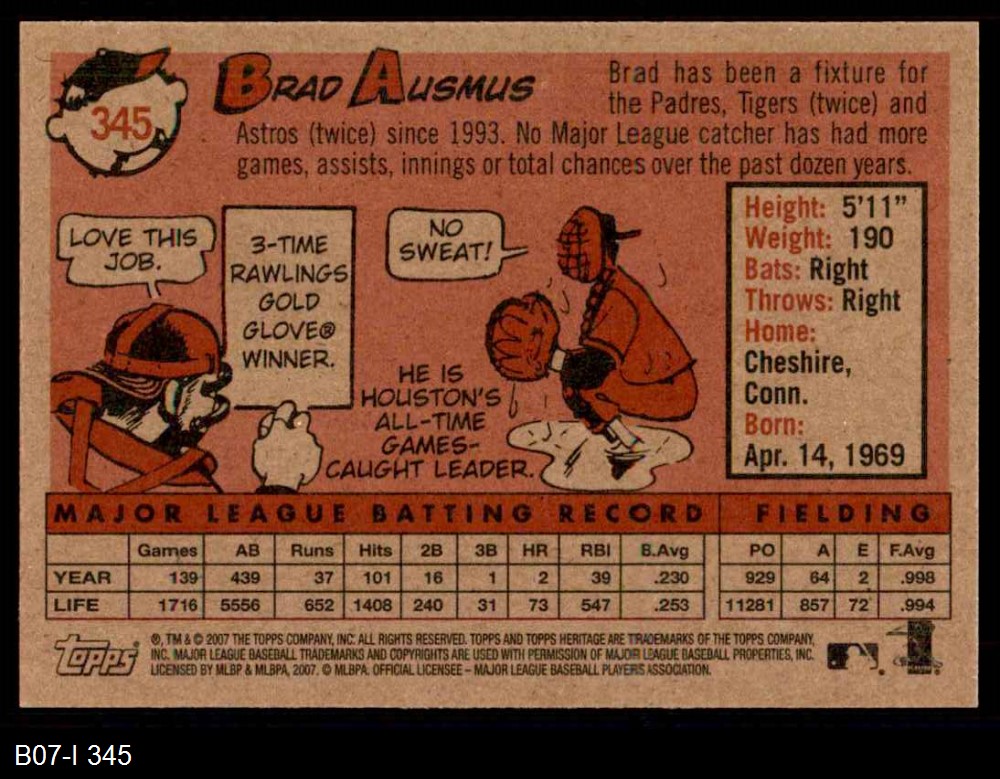 345
BRAD AUSMUS
Brad has been a fixture for
the Padres, Tigers (twice) and
Astros (twice) since 1993. No Major League catcher has had more
games, assists, innings or total chances over the past dozen years.
LOVE THIS
JOB.
3-TIME
RAWLINGS
GOLD
GLOVE®
WINNER.
NO
SWEAT!
HE IS
HOUSTON'S
ALL-TIME
GAMES-
CAUGHT LEADER.
Height: 5'11"
Weight: 190
Bats: Right
Throws: Right
Home:
Cheshire,
Conn.
Born:
Apr. 14, 1969
MAJOR LEAGUE BATTING RECORD FIELDING
Games AB Runs Hits 2B 3B HR RBI B.Avg PO A E F.Avg
YEAR 139 439 37 101 16 1 2 39 .230 929 64 2 .998
LIFE 1716 5556 652 1408 240 31 73 547 .253 11281 857 72 .994
Topps
®, TM & © 2007 THE TOPPS COMPANY, INC. ALL RIGHTS RESERVED. TOPPS AND TOPPS HERITAGE ARE TRADEMARKS OF THE TOPPS COMPANY,
INC. MAJOR LEAGUE BASEBALL TRADEMARKS AND COPYRIGHTS ARE USED WITH PERMISSION OF MAJOR LEAGUE BASEBALL PROPERTIES, INC.
LICENSED BY MLBP & MLBPA, 2007. © MLBPA. OFFICIAL LICENSEE – MAJOR LEAGUE BASEBALL PLAYERS ASSOCIATION.
B07-I 345